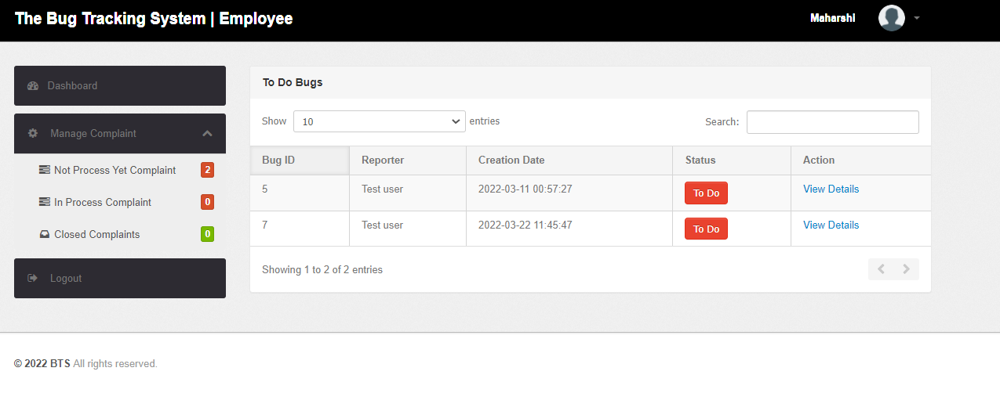 The Bug Tracking System | Employee
Maharshi
Dashboard
Manage Complaint
Not Process Yet Complaint 2
In Process Complaint 0
Closed Complaints 0
Logout
To Do Bugs
Show 10 entries Search:
Bug ID Reporter Creation Date Status Action
5 Test user 2022-03-11 00:57:27 To Do View Details
7 Test user 2022-03-22 11:45:47 To Do View Details
Showing 1 to 2 of 2 entries
© 2022 BTS All rights reserved.